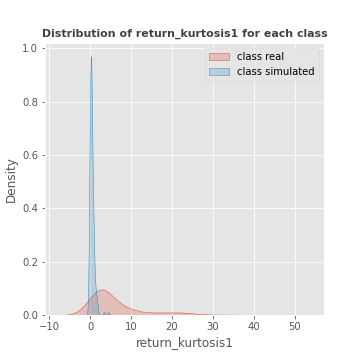 Distribution of return_kurtosis1 for each class
class real
class simulated
1.0
0.8
0.6
0.4
0.2
0.0
Density
−10 0 10 20 30 40 50
return_kurtosis1